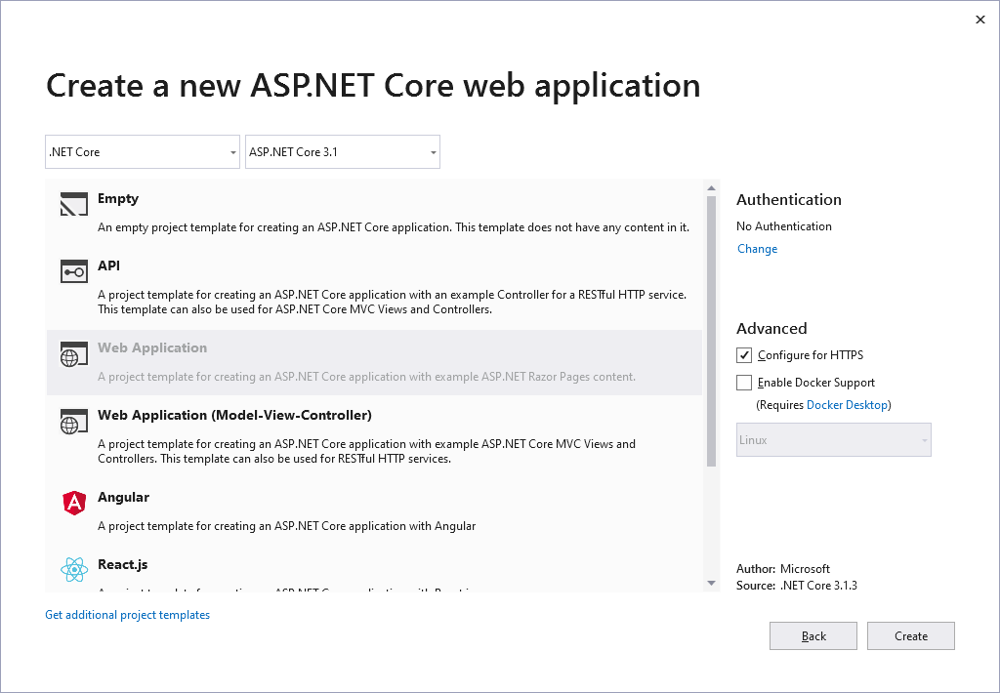 Create a new ASP.NET Core web application
.NET Core
ASP.NET Core 3.1
Empty
An empty project template for creating an ASP.NET Core application. This template does not have any content in it.
API
A project template for creating an ASP.NET Core application with an example Controller for a RESTful HTTP service.
This template can also be used for ASP.NET Core MVC Views and Controllers.
Web Application
A project template for creating an ASP.NET Core application with example ASP.NET Razor Pages content.
Web Application (Model-View-Controller)
A project template for creating an ASP.NET Core application with example ASP.NET Core MVC Views and
Controllers. This template can also be used for RESTful HTTP services.
Angular
A project template for creating an ASP.NET Core application with Angular
React.js
Get additional project templates
Authentication
No Authentication
Change
Advanced
Configure for HTTPS
Enable Docker Support
(Requires Docker Desktop)
Linux
Author: Microsoft
Source: .NET Core 3.1.3
Back
Create